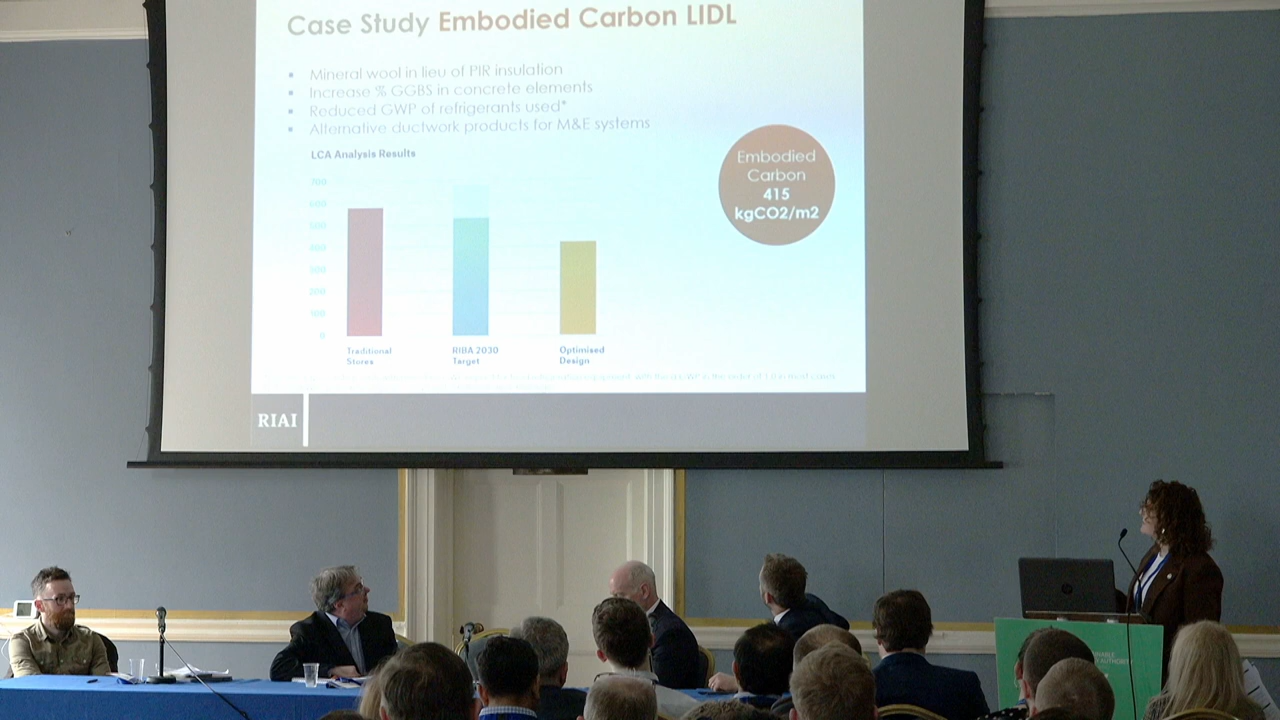 Case Study Embodied Carbon LIDL
Mineral wool in lieu of PIR insulation
Increase % GGBS in concrete elements
Reduced GWP of refrigerants used*
Alternative ductwork products for M&E systems
LCA Analysis Results
700
600
500
400
300
200
100
0
Traditional
Stores
RIBA 2030
Target
Optimised
Design
Embodied
Carbon
415
kgCO2/m2
RIAI